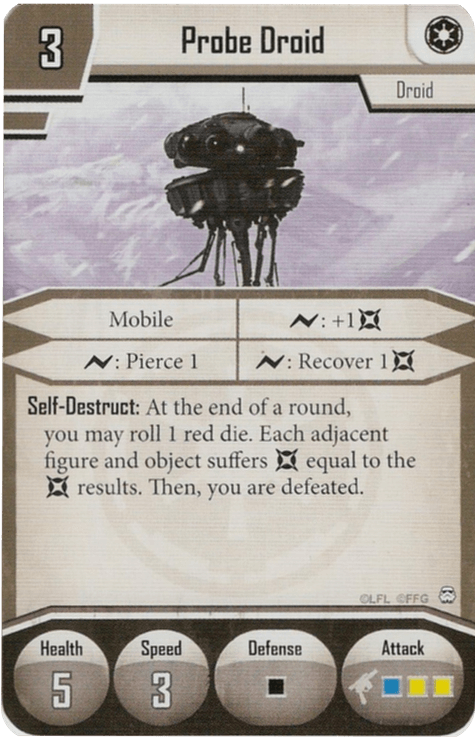 3
Probe Droid
Droid
Mobile
: +1
: Pierce 1
: Recover 1
Self-Destruct: At the end of a round,
you may roll 1 red die. Each adjacent
figure and object suffers equal to the
results. Then, you are defeated.
©LFL ©FFG
Health
5
Speed
3
Defense
Attack